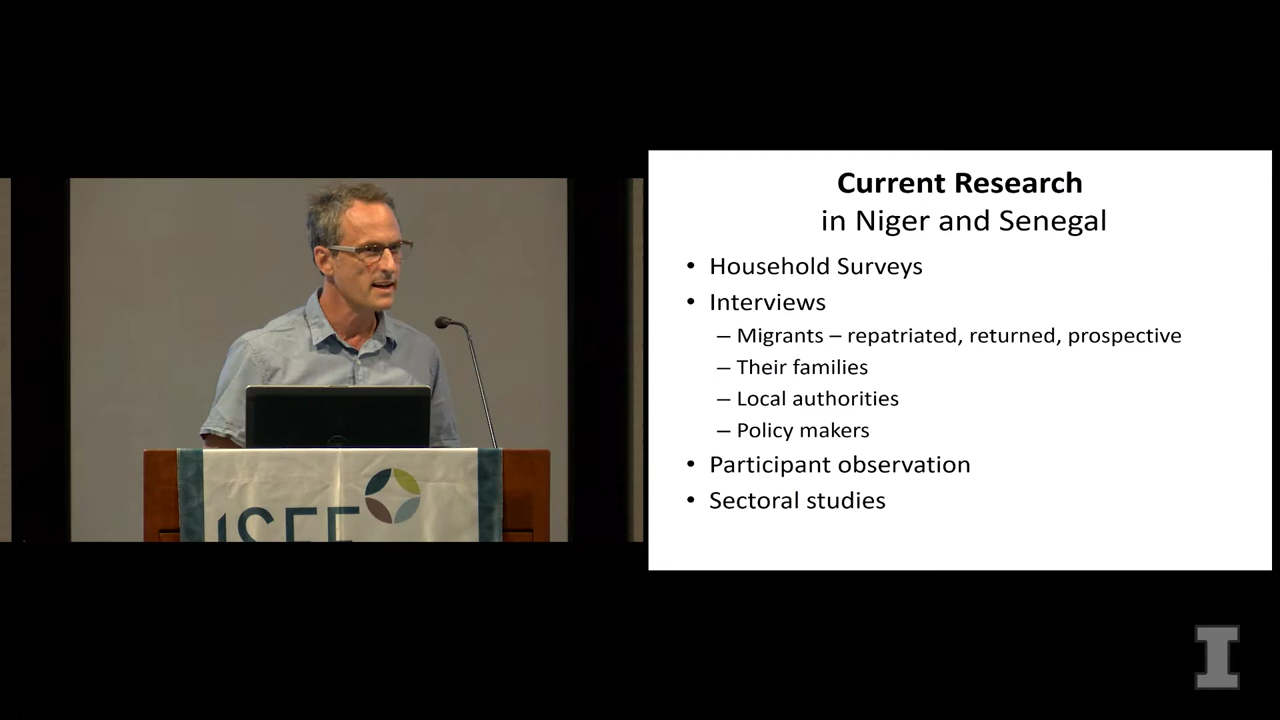 Current Research
in Niger and Senegal
• Household Surveys
• Interviews
– Migrants – repatriated, returned, prospective
– Their families
– Local authorities
– Policy makers
• Participant observation
• Sectoral studies
I